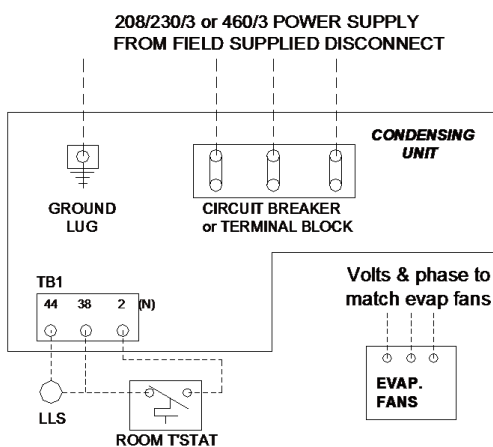 208/230/3 or 460/3 POWER SUPPLY
FROM FIELD SUPPLIED DISCONNECT
CONDENSING
UNIT
GROUND
LUG
CIRCUIT BREAKER
or TERMINAL BLOCK
TB1
44 38 2 (N)
Volts & phase to
match evap fans
EVAP.
FANS
LLS
ROOM T'STAT